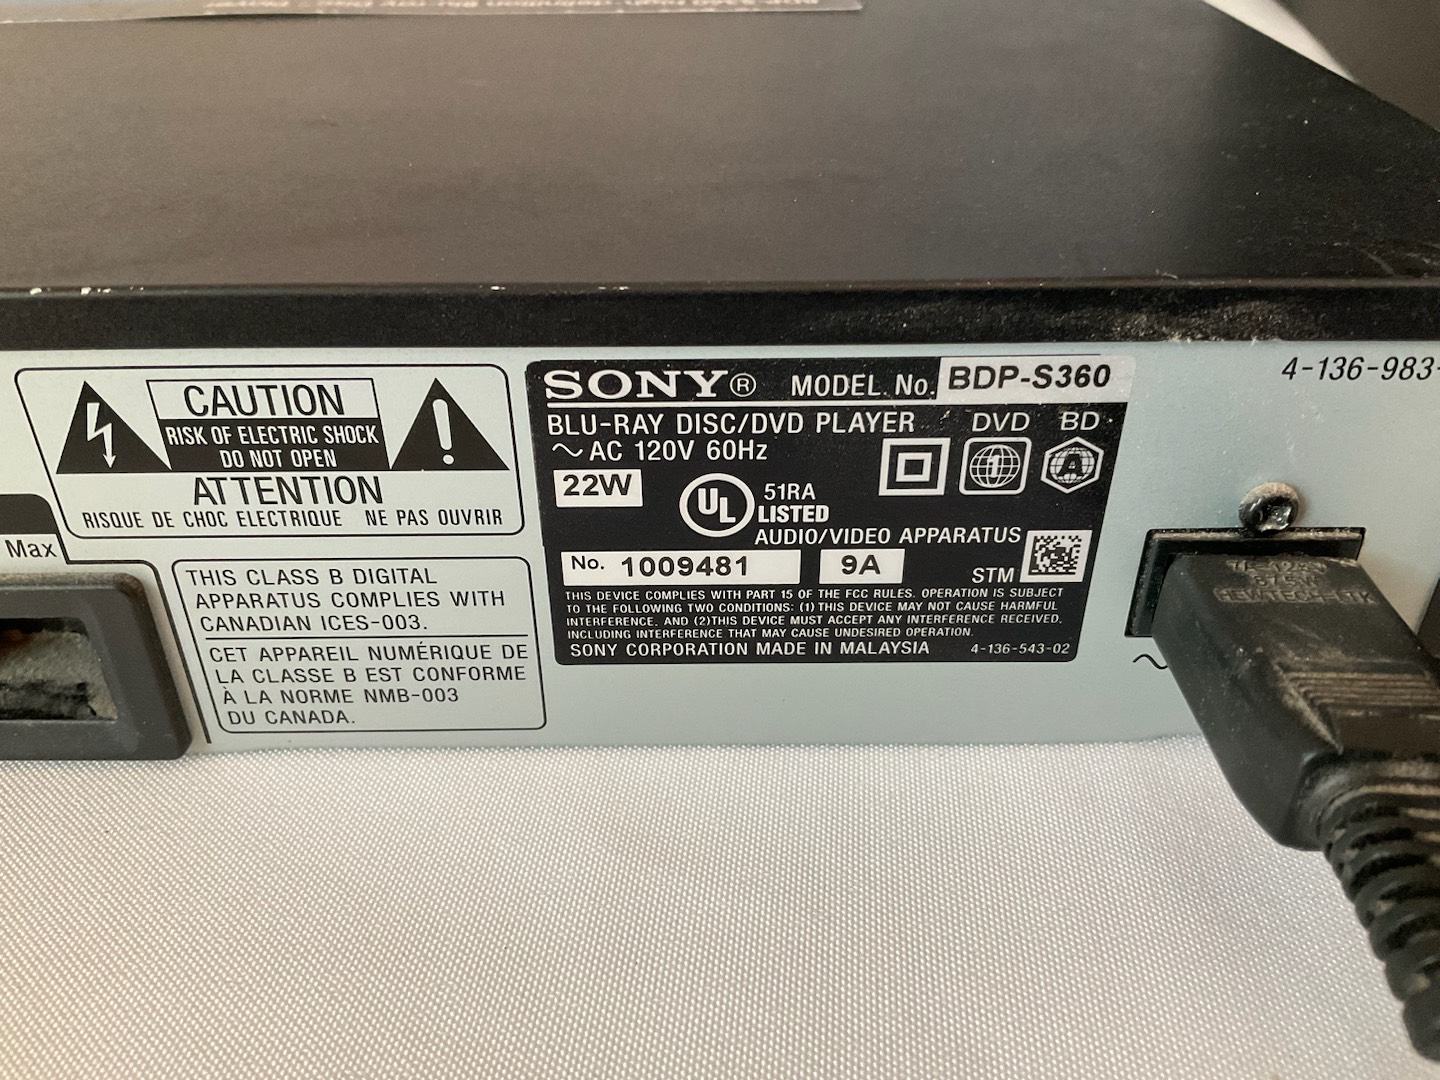 CAUTION
RISK OF ELECTRIC SHOCK
DO NOT OPEN
ATTENTION
RISQUE DE CHOC ELECTRIQUE NE PAS OUVRIR
Max
THIS CLASS B DIGITAL
APPARATUS COMPLIES WITH
CANADIAN ICES-003.
CET APPAREIL NUMÉRIQUE DE
LA CLASSE B EST CONFORME
À LA NORME NMB-003
DU CANADA.
SONY® MODEL No. BDP-S360
BLU-RAY DISC/DVD PLAYER DVD BD
~ AC 120V 60Hz
22W
1
A
UL
51RA
LISTED
AUDIO/VIDEO APPARATUS
No. 1009481 9A
STM
THIS DEVICE COMPLIES WITH PART 15 OF THE FCC RULES. OPERATION IS SUBJECT
TO THE FOLLOWING TWO CONDITIONS: (1) THIS DEVICE MAY NOT CAUSE HARMFUL
INTERFERENCE, AND (2)THIS DEVICE MUST ACCEPT ANY INTERFERENCE RECEIVED,
INCLUDING INTERFERENCE THAT MAY CAUSE UNDESIRED OPERATION.
SONY CORPORATION MADE IN MALAYSIA 4-136-543-02
4-136-983-
~